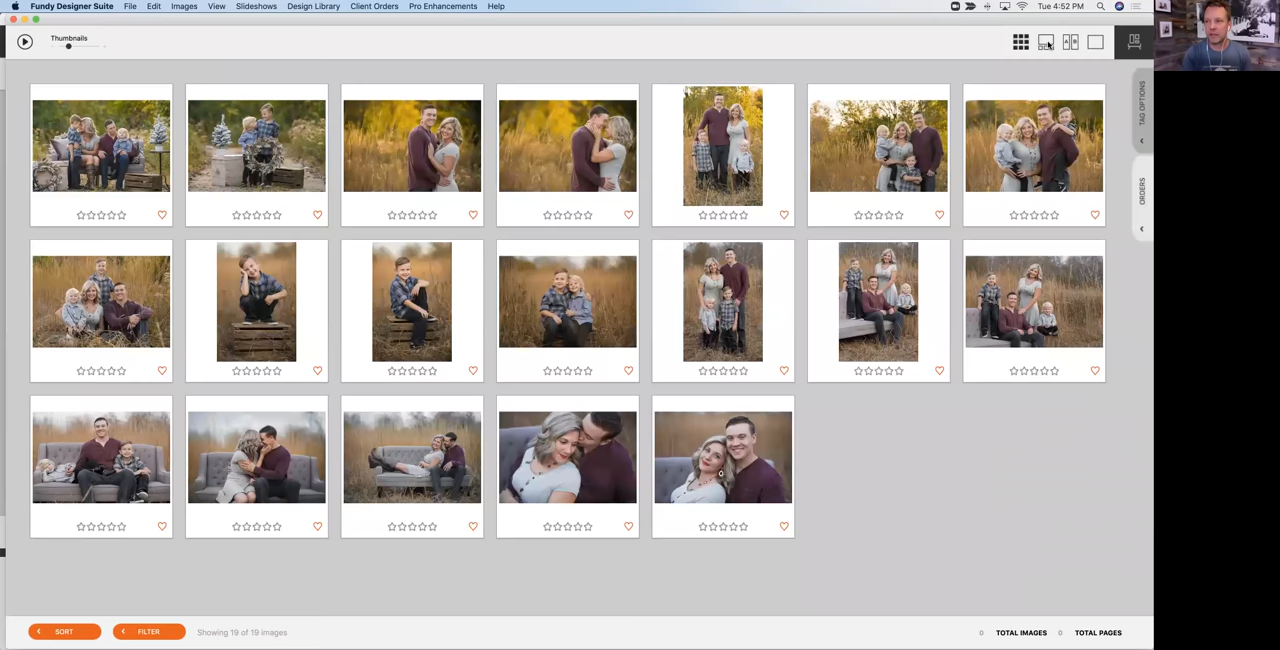 Fundy Designer Suite File Edit Images View Slideshows Design Library Client Orders Pro Enhancements Help Tue 4:52 PM
Thumbnails
A B
TAG OPTIONS
ORDERS
SORT FILTER Showing 19 of 19 images 0 TOTAL IMAGES 0 TOTAL PAGES